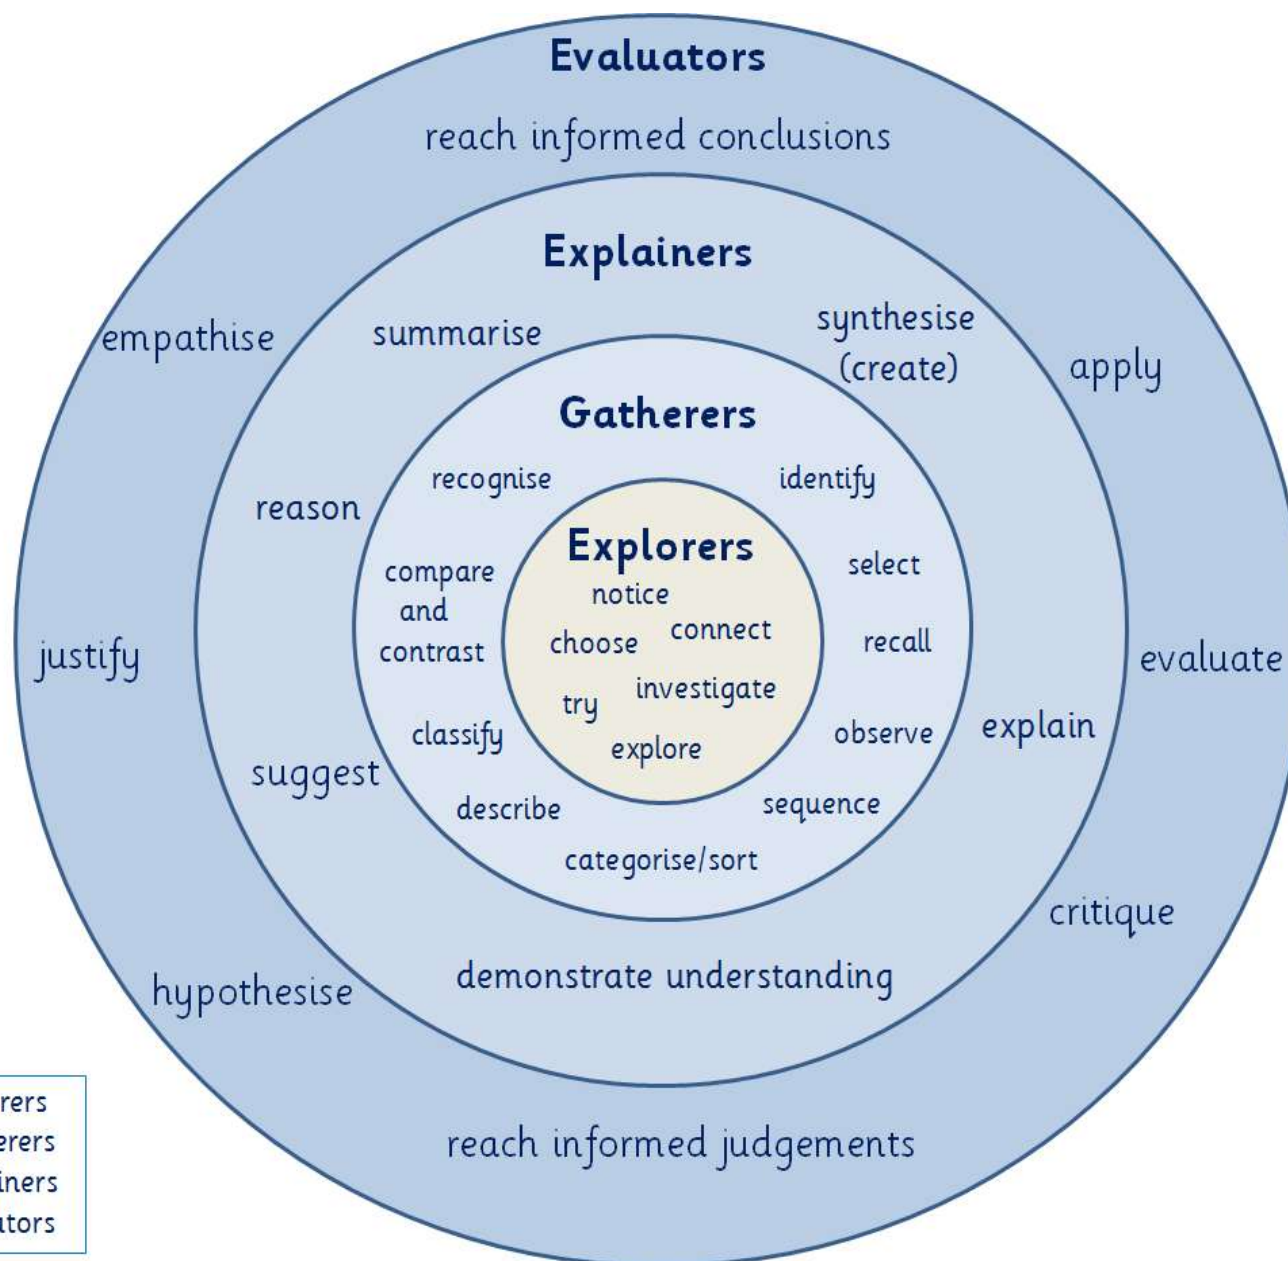 Evaluators
reach informed conclusions
Explainers
synthesise
(create)
summarise
empathise
apply
Gatherers
recognise
identify
reason
Explorers
select
compare
and
contrast
notice
connect
choose
recall
justify
evaluate
investigate
try
explain
classify
observe
explore
suggest
describe
sequence
categorise/sort
critique
demonstrate understanding
hypothesise
reach informed judgements
rers
erers
iners
ators